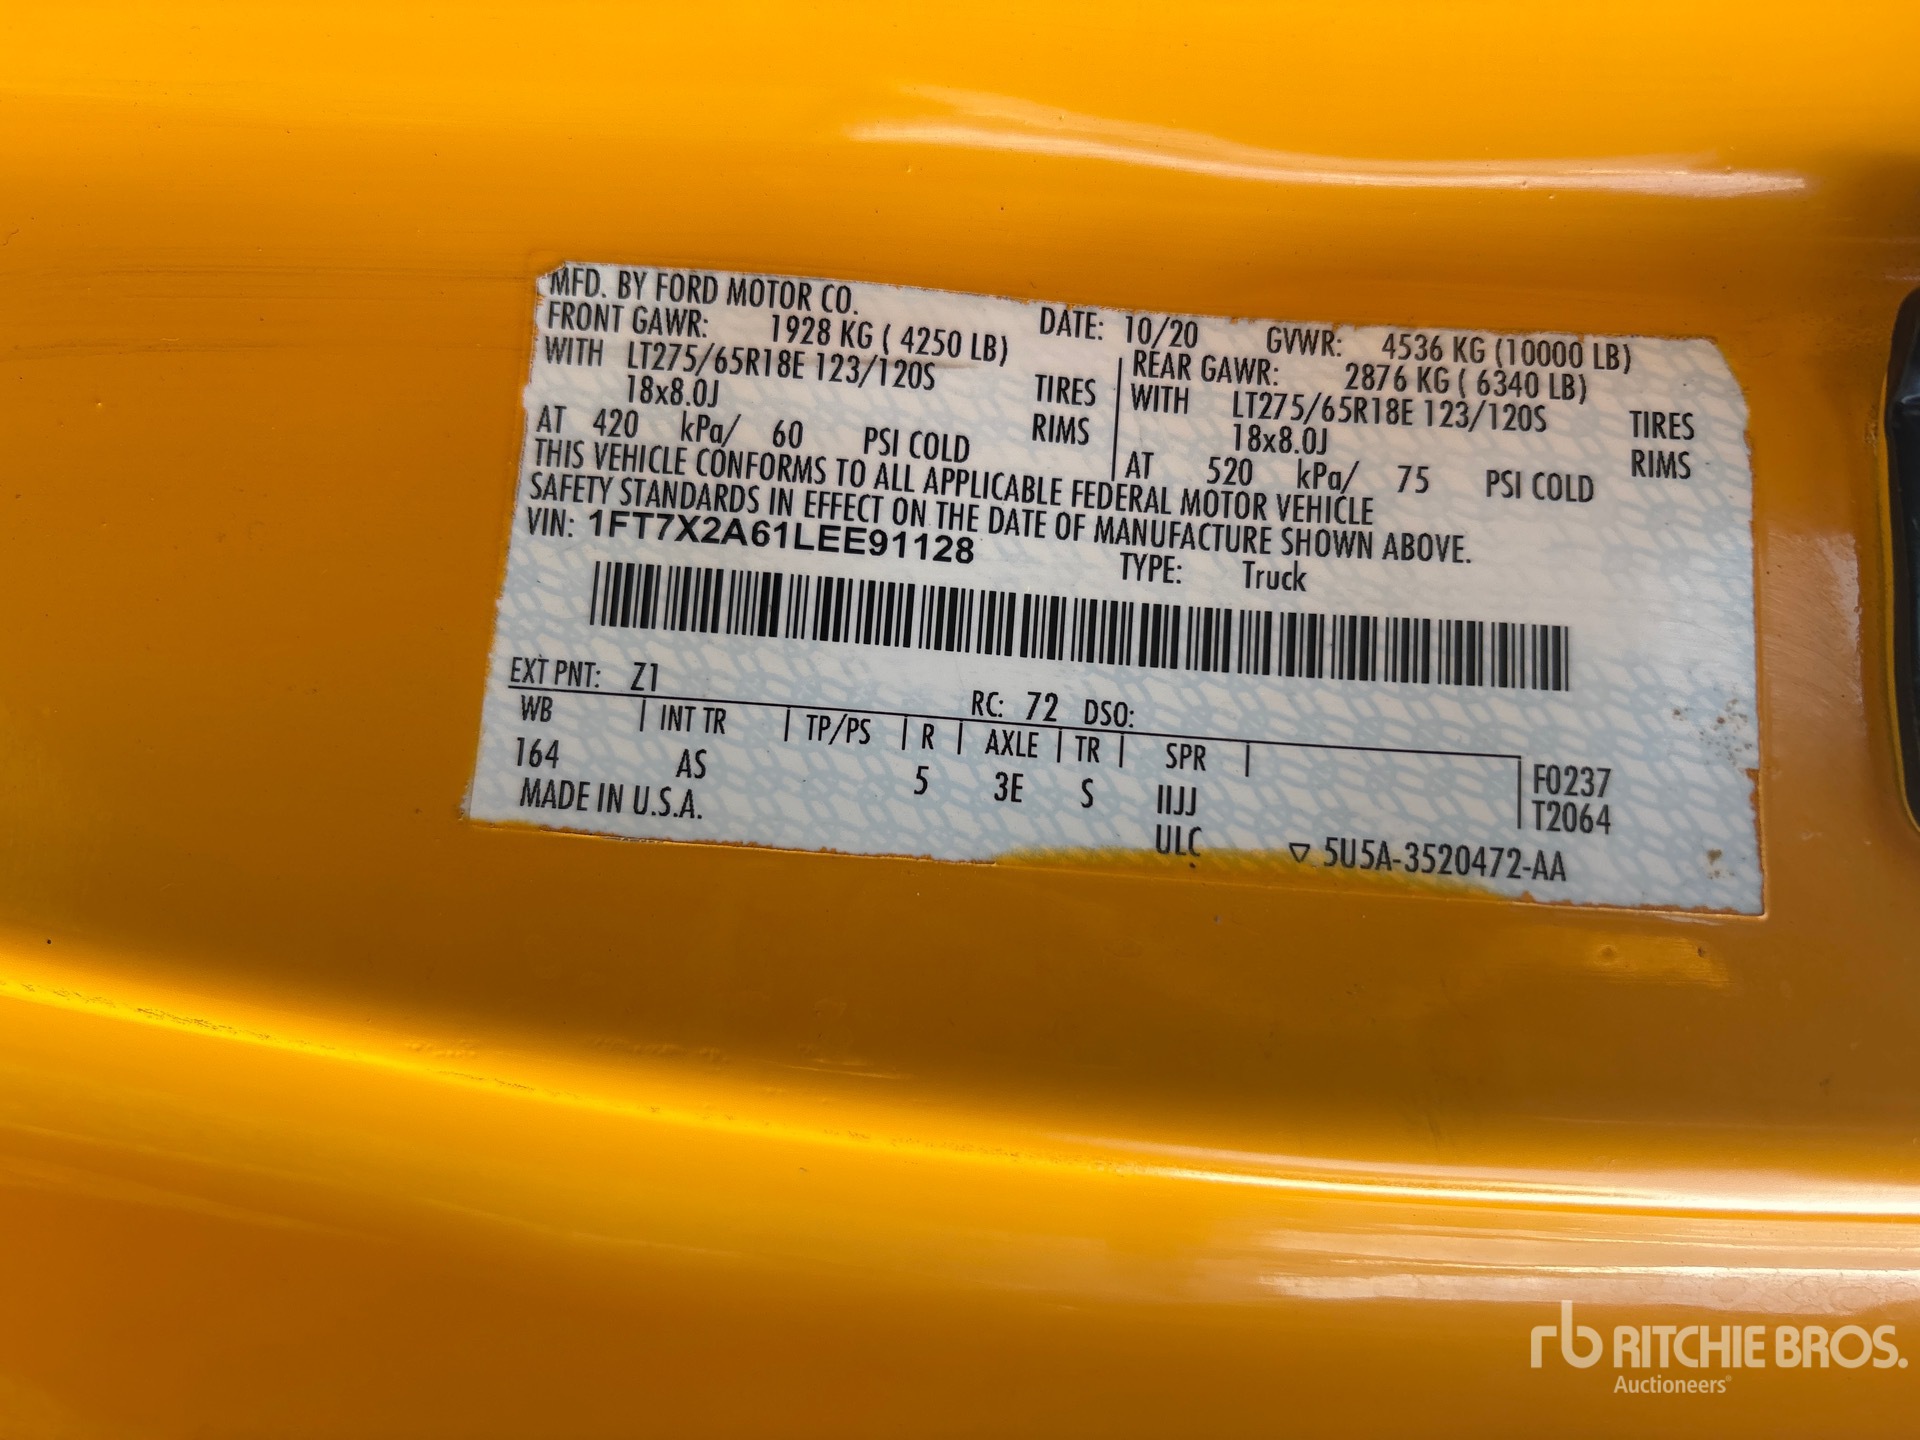 MFD. BY FORD MOTOR CO.
DATE: 10/20 GVWR: 4536 KG (10000 LB)
FRONT GAWR: 1928 KG ( 4250 LB)
WITH LT275/65R18E 123/120S TIRES
18x8.0J RIMS
AT 420 kPa/ 60 PSI COLD
REAR GAWR: 2876 KG ( 6340 LB)
WITH LT275/65R18E 123/120S TIRES
18x8.0J RIMS
AT 520 kPa/ 75 PSI COLD
THIS VEHICLE CONFORMS TO ALL APPLICABLE FEDERAL MOTOR VEHICLE
SAFETY STANDARDS IN EFFECT ON THE DATE OF MANUFACTURE SHOWN ABOVE.
VIN: 1FT7X2A61LEE91128
TYPE: Truck
EXT PNT: Z1 RC: 72 DSO:
WB | INT TR | TP/PS | R | AXLE | TR | SPR |
164 AS 5 3E S IIJJ
ULC
F0237
T2064
MADE IN U.S.A.
▽ 5U5A-3520472-AA
rb RITCHIE BROS.
Auctioneers®